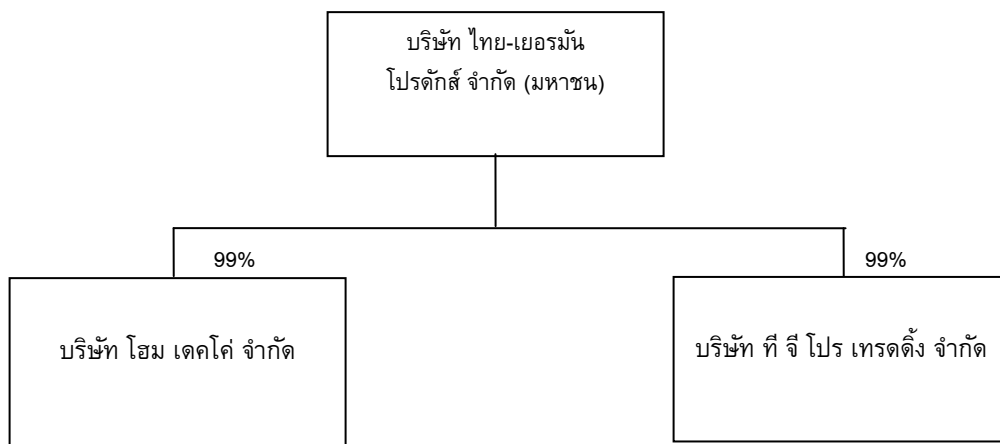 บริษัท ไทย-เยอรมัน
โปรดักส์ จำกัด (มหาชน)
99%
99%
บริษัท โฮม เดคโค่ จำกัด
บริษัท ที จี โปร เทรดดิ้ง จำกัด